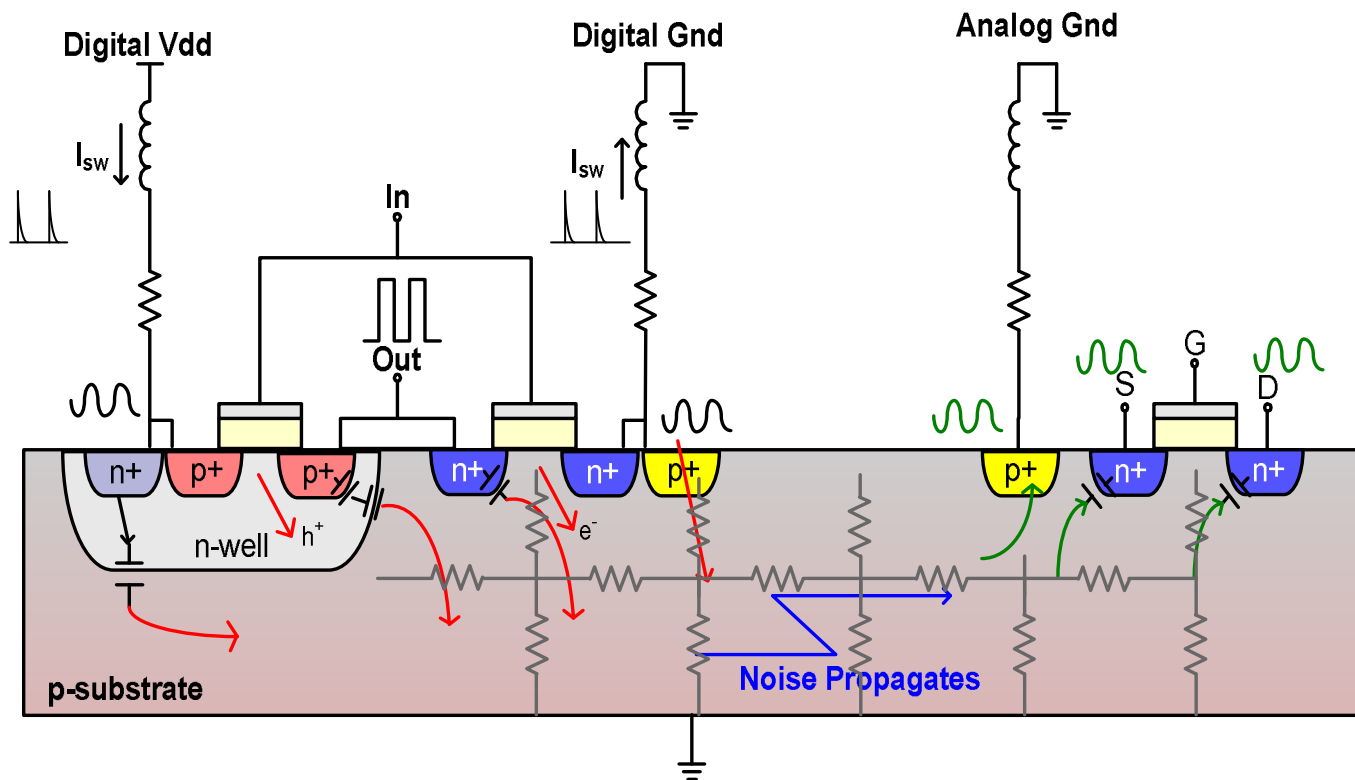 Digital Vdd
Digital Gnd
Analog Gnd
Isw
Isw
In
Out
G
S
D
n+
p+
p+
n+
n+
p+
p+
n+
n+
h+
e-
n-well
Noise Propagates
p-substrate